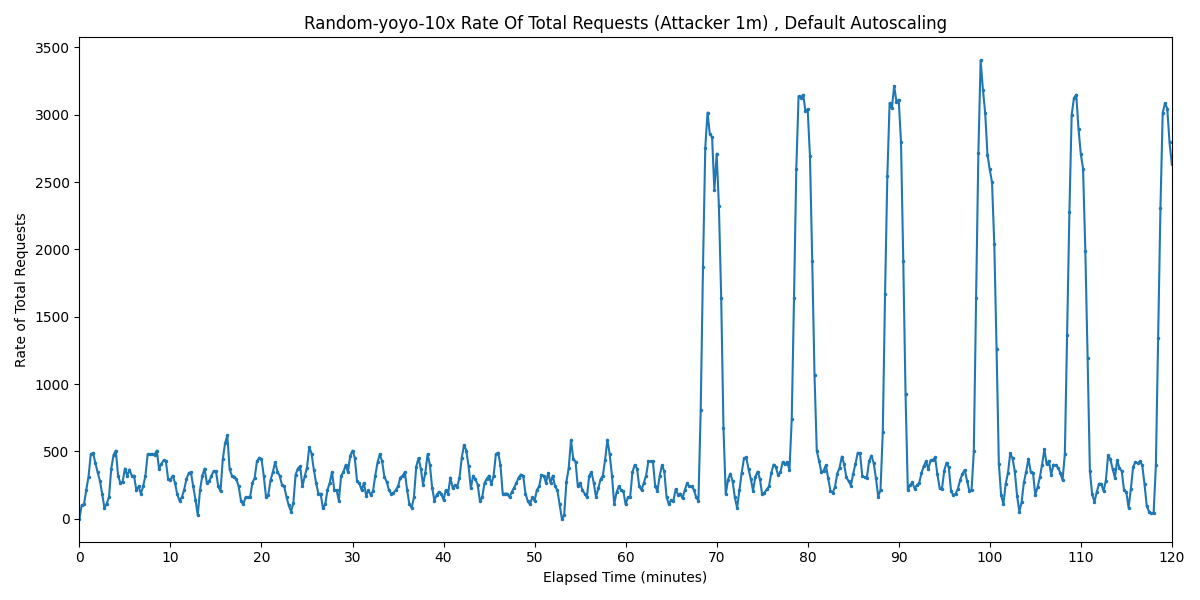 Random-yoyo-10x Rate Of Total Requests (Attacker 1m) , Default Autoscaling
Rate of Total Requests
3500
3000
2500
2000
1500
1000
500
0
0 10 20 30 40 50 60 70 80 90 100 110 120
Elapsed Time (minutes)